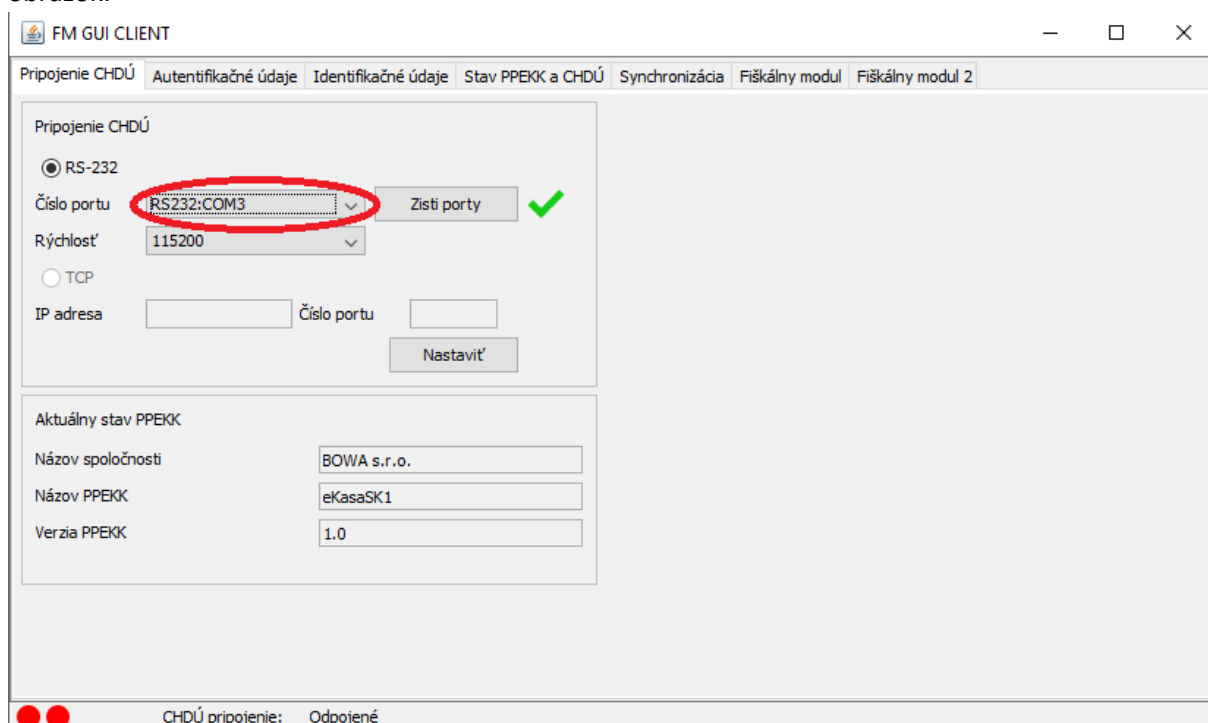 FM GUI CLIENT
Pripojenie CHDÚ Autentifikačné údaje Identifikačné údaje Stav PPEKK a CHDÚ Synchronizácia Fiškálny modul Fiškálny modul 2
Pripojenie CHDÚ
RS-232
Číslo portu RS232:COM3 Zisti porty
Rýchlosť 115200
TCP
IP adresa Číslo portu
Nastaviť
Aktuálny stav PPEKK
Názov spoločnosti BOWA s.r.o.
Názov PPEKK eKasaSK1
Verzia PPEKK 1.0
CHDÚ pripojenie: Odpojené